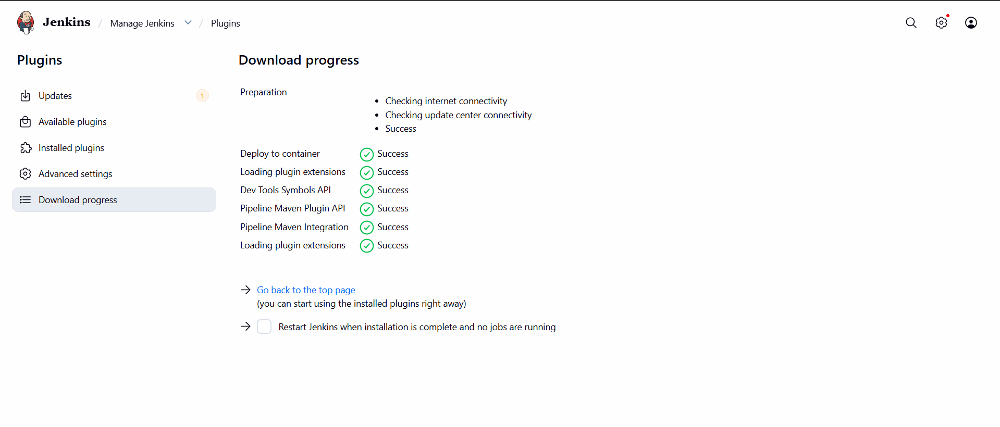 Jenkins / Manage Jenkins / Plugins
Plugins
Updates 1
Available plugins
Installed plugins
Advanced settings
Download progress
Download progress
Preparation
Checking internet connectivity
Checking update center connectivity
Success
Deploy to container Success
Loading plugin extensions Success
Dev Tools Symbols API Success
Pipeline Maven Plugin API Success
Pipeline Maven Integration Success
Loading plugin extensions Success
Go back to the top page
(you can start using the installed plugins right away)
Restart Jenkins when installation is complete and no jobs are running